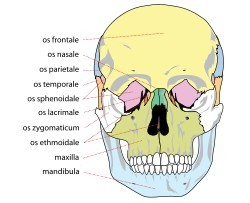 os frontale
os nasale
os parietale
os temporale
os sphenoidale
os lacrimale
os zygomaticum
os ethmoidale
maxilla
mandibula